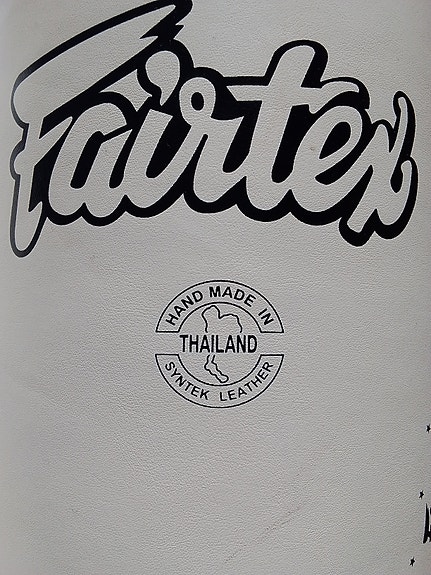 Fairtex
HAND MADE IN
THAILAND
SYNTEK LEATHER